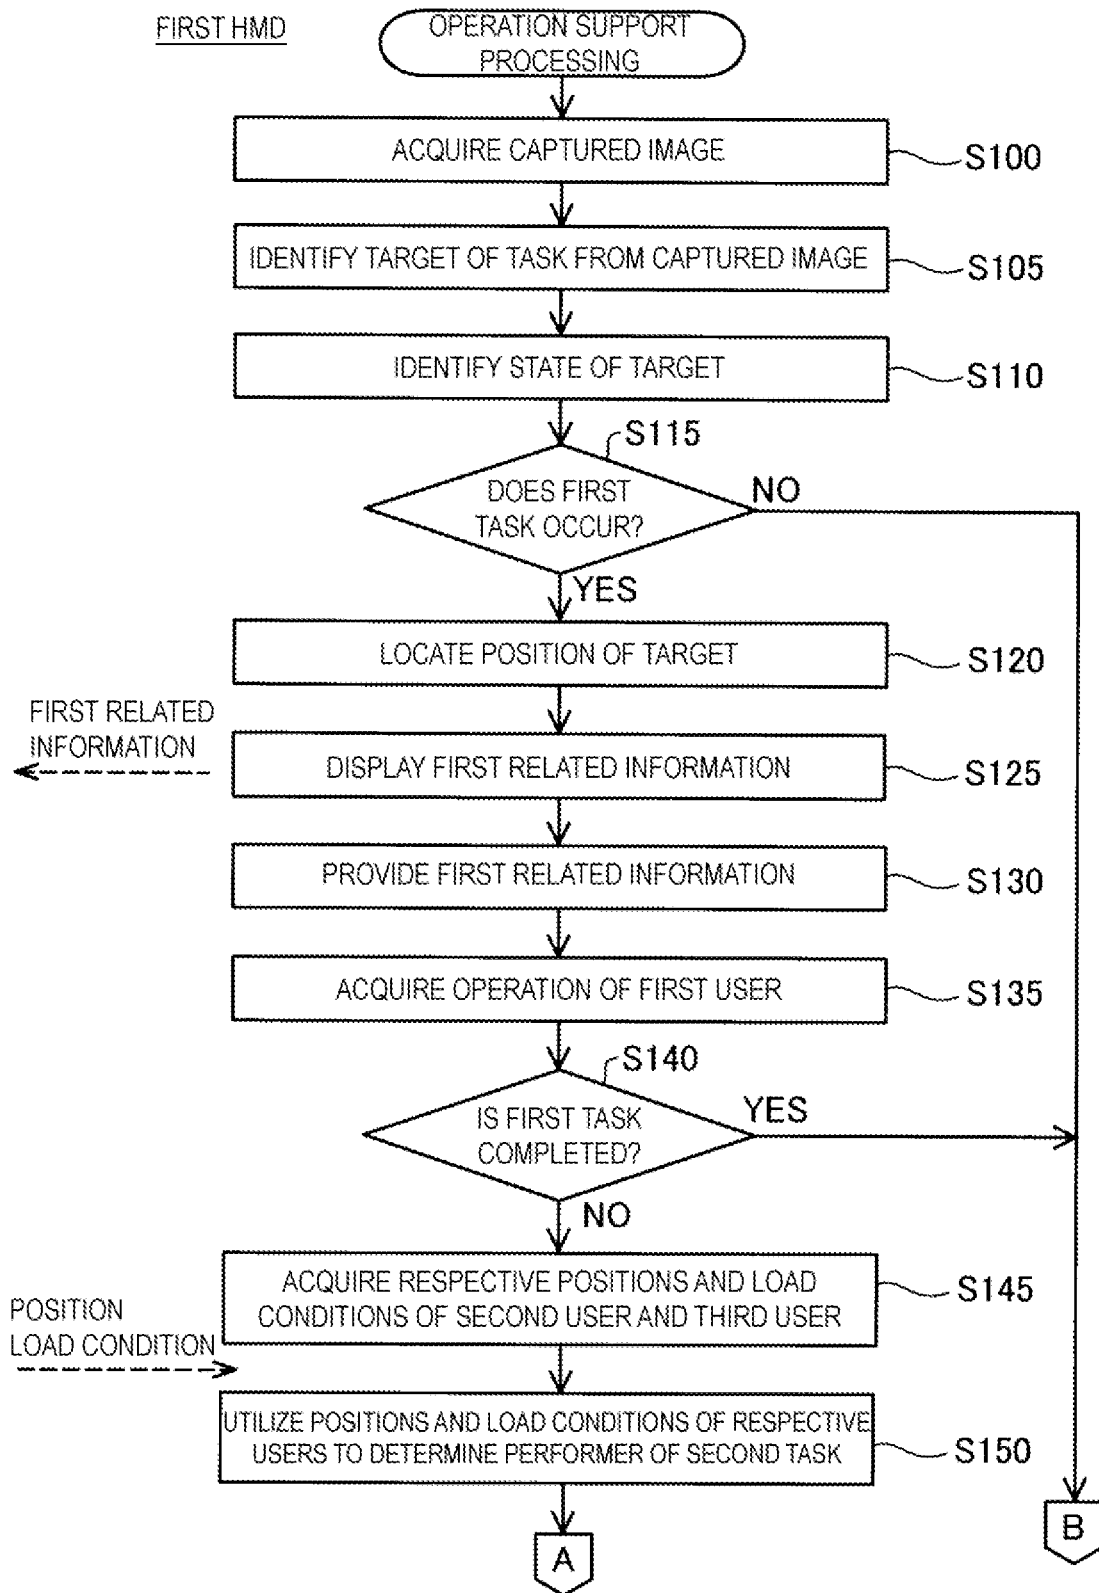 FIRST HMD
OPERATION SUPPORT
PROCESSING
ACQUIRE CAPTURED IMAGE
S100
IDENTIFY TARGET OF TASK FROM CAPTURED IMAGE
S105
IDENTIFY STATE OF TARGET
S110
S115
DOES FIRST
TASK OCCUR?
NO
YES
LOCATE POSITION OF TARGET
S120
FIRST RELATED
INFORMATION
DISPLAY FIRST RELATED INFORMATION
S125
PROVIDE FIRST RELATED INFORMATION
S130
ACQUIRE OPERATION OF FIRST USER
S135
S140
IS FIRST TASK
COMPLETED?
YES
NO
ACQUIRE RESPECTIVE POSITIONS AND LOAD
CONDITIONS OF SECOND USER AND THIRD USER
S145
POSITION
LOAD CONDITION
UTILIZE POSITIONS AND LOAD CONDITIONS OF RESPECTIVE
USERS TO DETERMINE PERFORMER OF SECOND TASK
S150
A
B